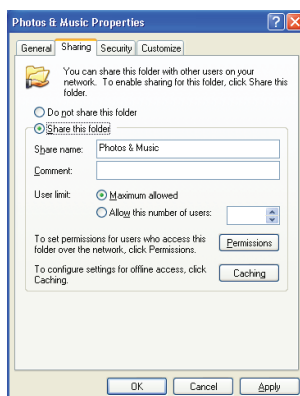 Photos & Music Properties
General Sharing Security Customize
You can share this folder with other users on your
network. To enable sharing for this folder, click Share this
folder.
Do not share this folder
Share this folder
Share name: Photos & Music
Comment:
User limit: Maximum allowed
Allow this number of users:
To set permissions for users who access this
folder over the network, click Permissions.
Permissions
To configure settings for offline access, click
Caching.
Caching
OK Cancel Apply